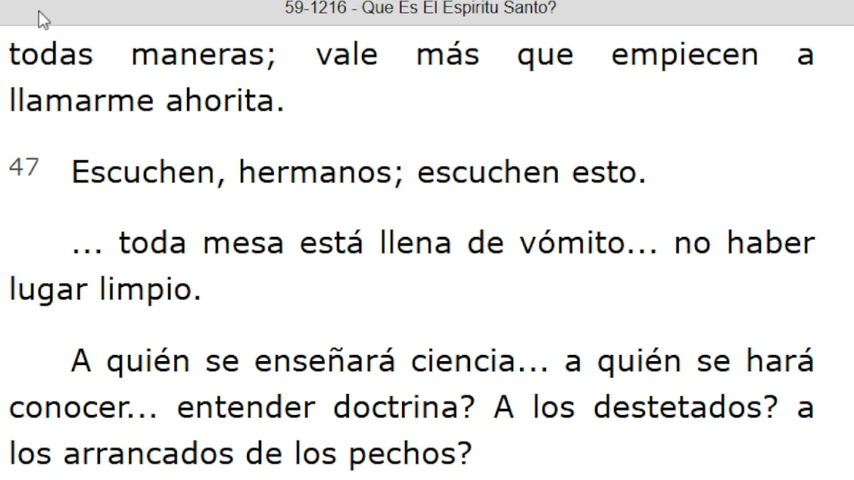 59-1216 - Que Es El Espiritu Santo?
todas maneras; vale más que empiecen a
llamarme ahorita.
47 Escuchen, hermanos; escuchen esto.
... toda mesa está llena de vómito... no haber
lugar limpio.
A quién se enseñará ciencia... a quién se hará
conocer... entender doctrina? A los destetados? a
los arrancados de los pechos?